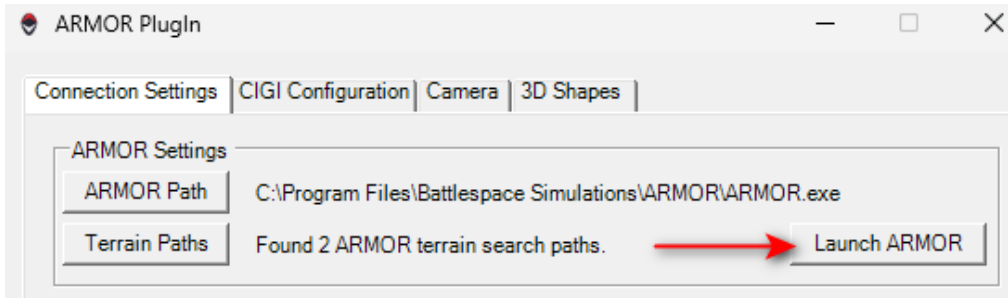 ARMOR PlugIn
Connection Settings CIGI Configuration Camera 3D Shapes
ARMOR Settings
ARMOR Path C:\Program Files\Battlespace Simulations\ARMOR\ARMOR.exe
Terrain Paths Found 2 ARMOR terrain search paths. Launch ARMOR